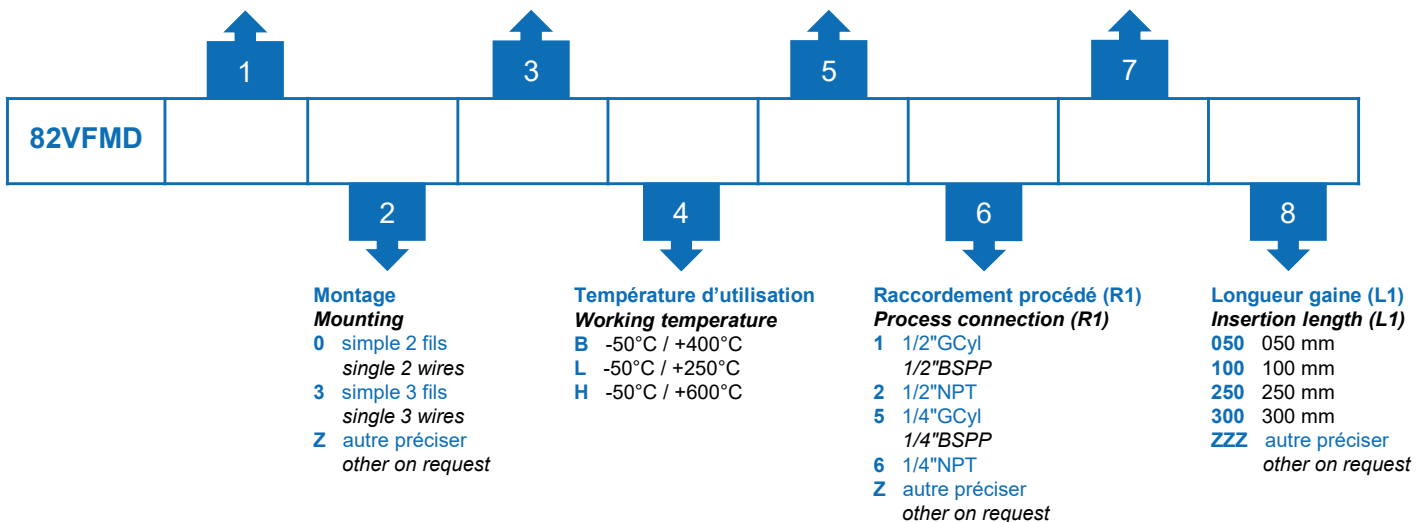 1
3
5
7
82VFMD
2
4
6
8
Montage
Mounting
0 simple 2 fils
single 2 wires
3 simple 3 fils
single 3 wires
Z autre préciser
other on request
Température d'utilisation
Working temperature
B -50°C / +400°C
L -50°C / +250°C
H -50°C / +600°C
Raccordement procédé (R1)
Process connection (R1)
1 1/2"GCyl
1/2"BSPP
2 1/2"NPT
5 1/4"GCyl
1/4"BSPP
6 1/4"NPT
Z autre préciser
other on request
Longueur gaine (L1)
Insertion length (L1)
050 050 mm
100 100 mm
250 250 mm
300 300 mm
ZZZ autre préciser
other on request